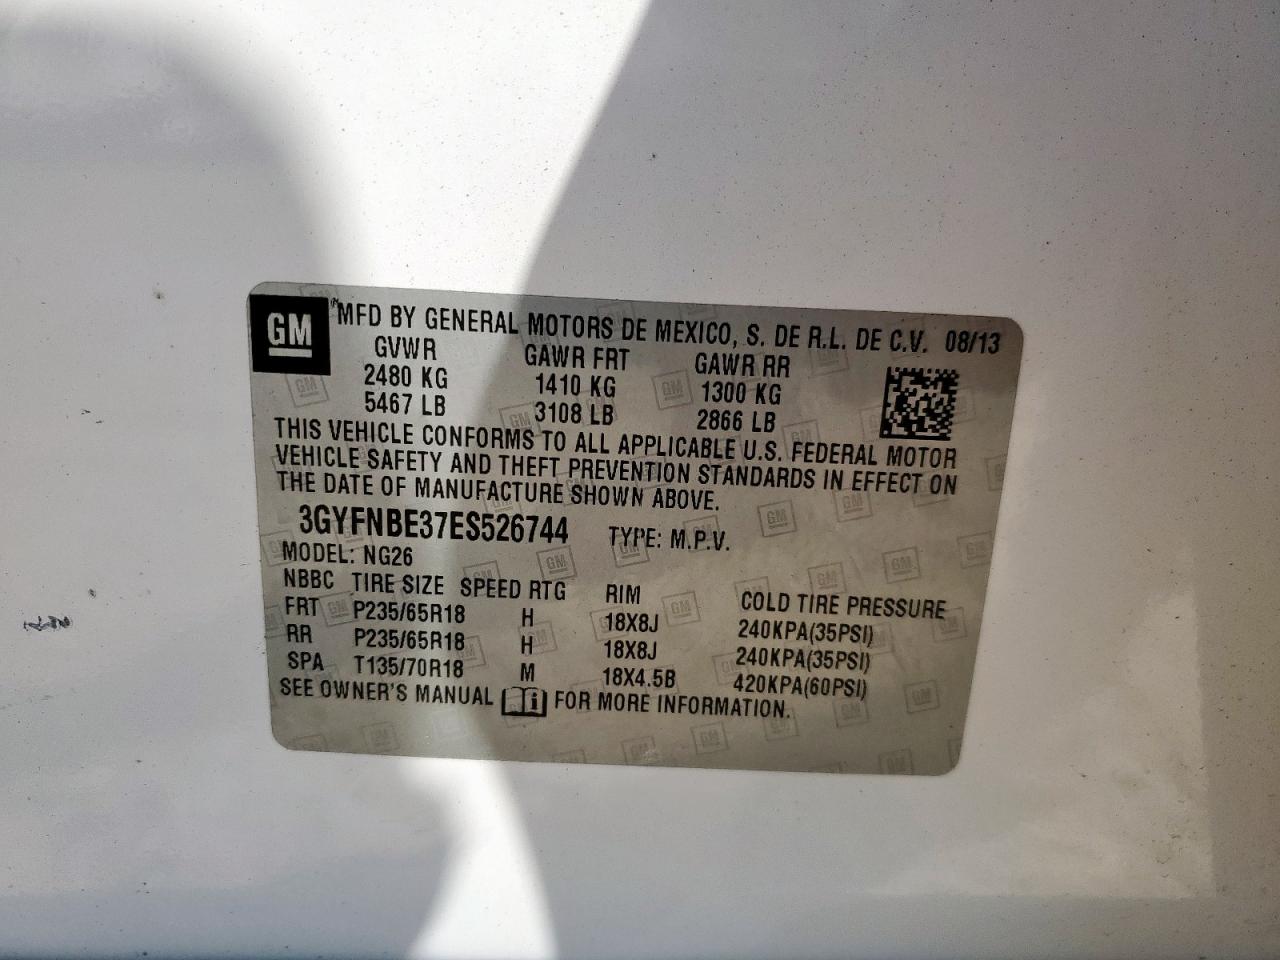 GM
MFD BY GENERAL MOTORS DE MEXICO, S. DE R.L. DE C.V. 08/13
GVWR GAWR FRT GAWR RR
2480 KG 1410 KG 1300 KG
5467 LB 3108 LB 2866 LB
THIS VEHICLE CONFORMS TO ALL APPLICABLE U.S. FEDERAL MOTOR
VEHICLE SAFETY AND THEFT PREVENTION STANDARDS IN EFFECT ON
THE DATE OF MANUFACTURE SHOWN ABOVE.
3GYFNBE37ES526744 TYPE: M.P.V.
MODEL: NG26
NBBC TIRE SIZE SPEED RTG RIM COLD TIRE PRESSURE
FRT P235/65R18 H 18X8J 240KPA(35PSI)
RR P235/65R18 H 18X8J 240KPA(35PSI)
SPA T135/70R18 M 18X4.5B 420KPA(60PSI)
SEE OWNER'S MANUAL i FOR MORE INFORMATION.